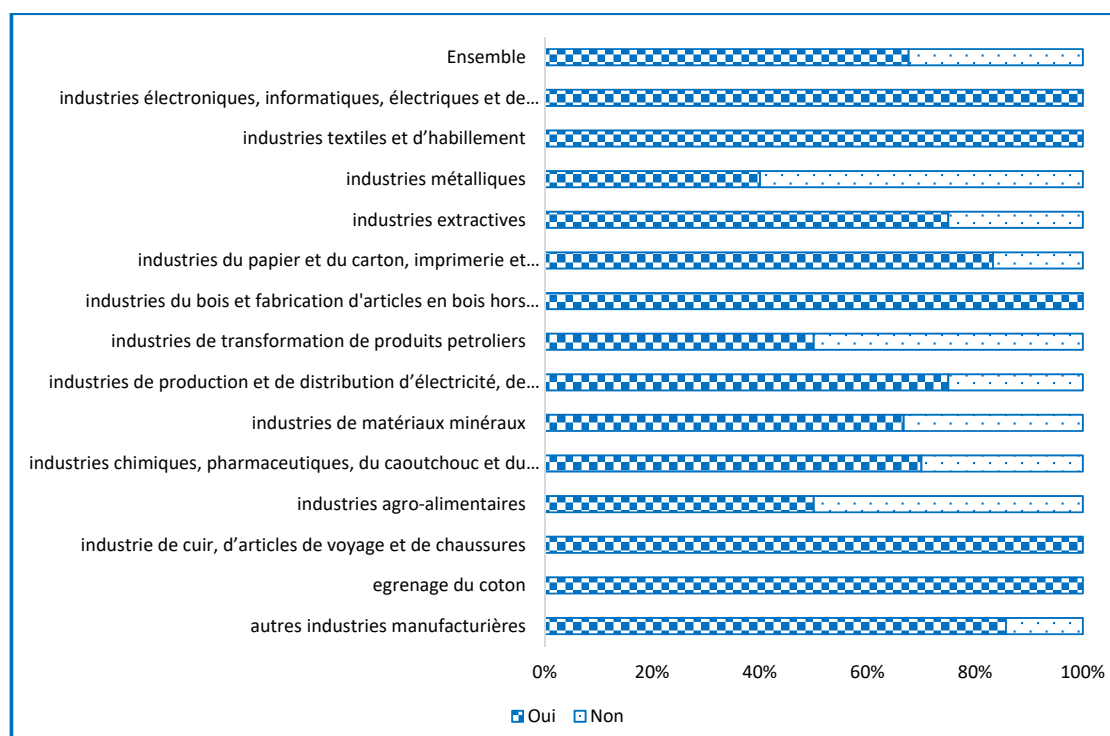 Ensemble
industries électroniques, informatiques, électriques et de…
industries textiles et d’habillement
industries métalliques
industries extractives
industries du papier et du carton, imprimerie et…
industries du bois et fabrication d'articles en bois hors…
industries de transformation de produits petroliers
industries de production et de distribution d’électricité, de…
industries de matériaux minéraux
industries chimiques, pharmaceutiques, du caoutchouc et du…
industries agro-alimentaires
industrie de cuir, d’articles de voyage et de chaussures
egrenage du coton
autres industries manufacturières
0% 20% 40% 60% 80% 100%
Oui Non